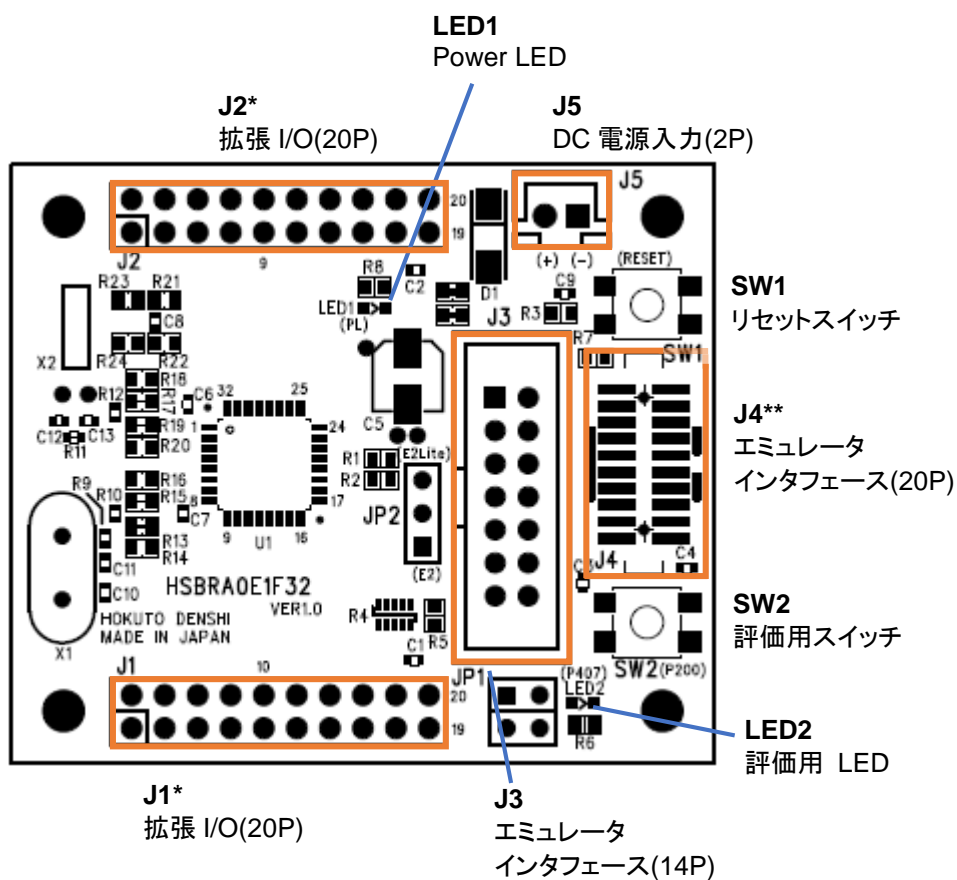 LED1
Power LED
J2*
拡張 I/O(20P)
J5
DC 電源入力(2P)
J5
20
19
J2
9
(+) (-)
(RESET)
R23 R21
R8
C2
D1
C9
SW1
リセットスイッチ
LED1
(PL)
J3
R3
C8
X2
R24 R22
R7
SW1
R18
R12
R17
C6
32
25
J4**
エミュレータ
インタフェース(20P)
C12
C13
R11
R19
R20
1
24
C5
(E2Lite)
R1
R2
R9
R10
R16
R15
8
C7
9
U1
16
17
JP2
R13
R14
C11
C10
(E2)
J4
C4
C3
HSBRA0E1F32
VER1.0
HOKUTO DENSHI
MADE IN JAPAN
R4
R5
C1
SW2
評価用スイッチ
X1
J1
10
20
19
JP1
(P407)
LED2
R6
SW2(P200)
LED2
評価用 LED
J1*
拡張 I/O(20P)
J3
エミュレータ
インタフェース(14P)